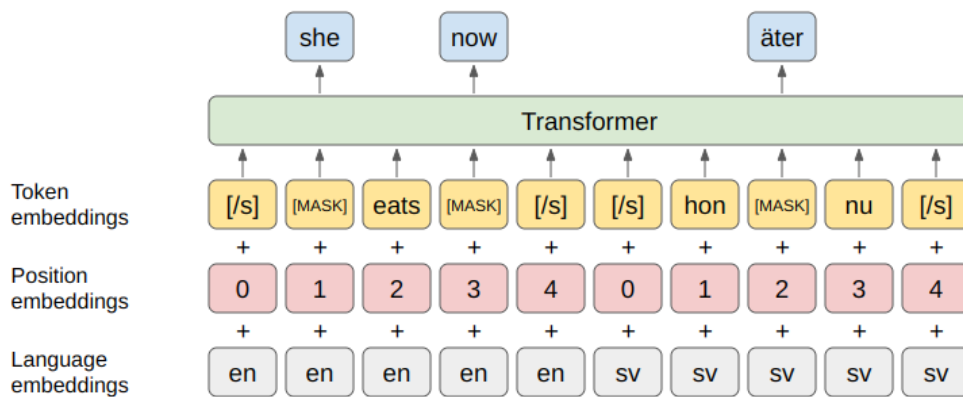 she now äter
Transformer
Token
embeddings
[/s] [MASK] eats [MASK] [/s] [/s] hon [MASK] nu [/s]
+ + + + + + + + + +
Position
embeddings
0 1 2 3 4 0 1 2 3 4
+ + + + + + + + + +
Language
embeddings
en en en en en sv sv sv sv sv